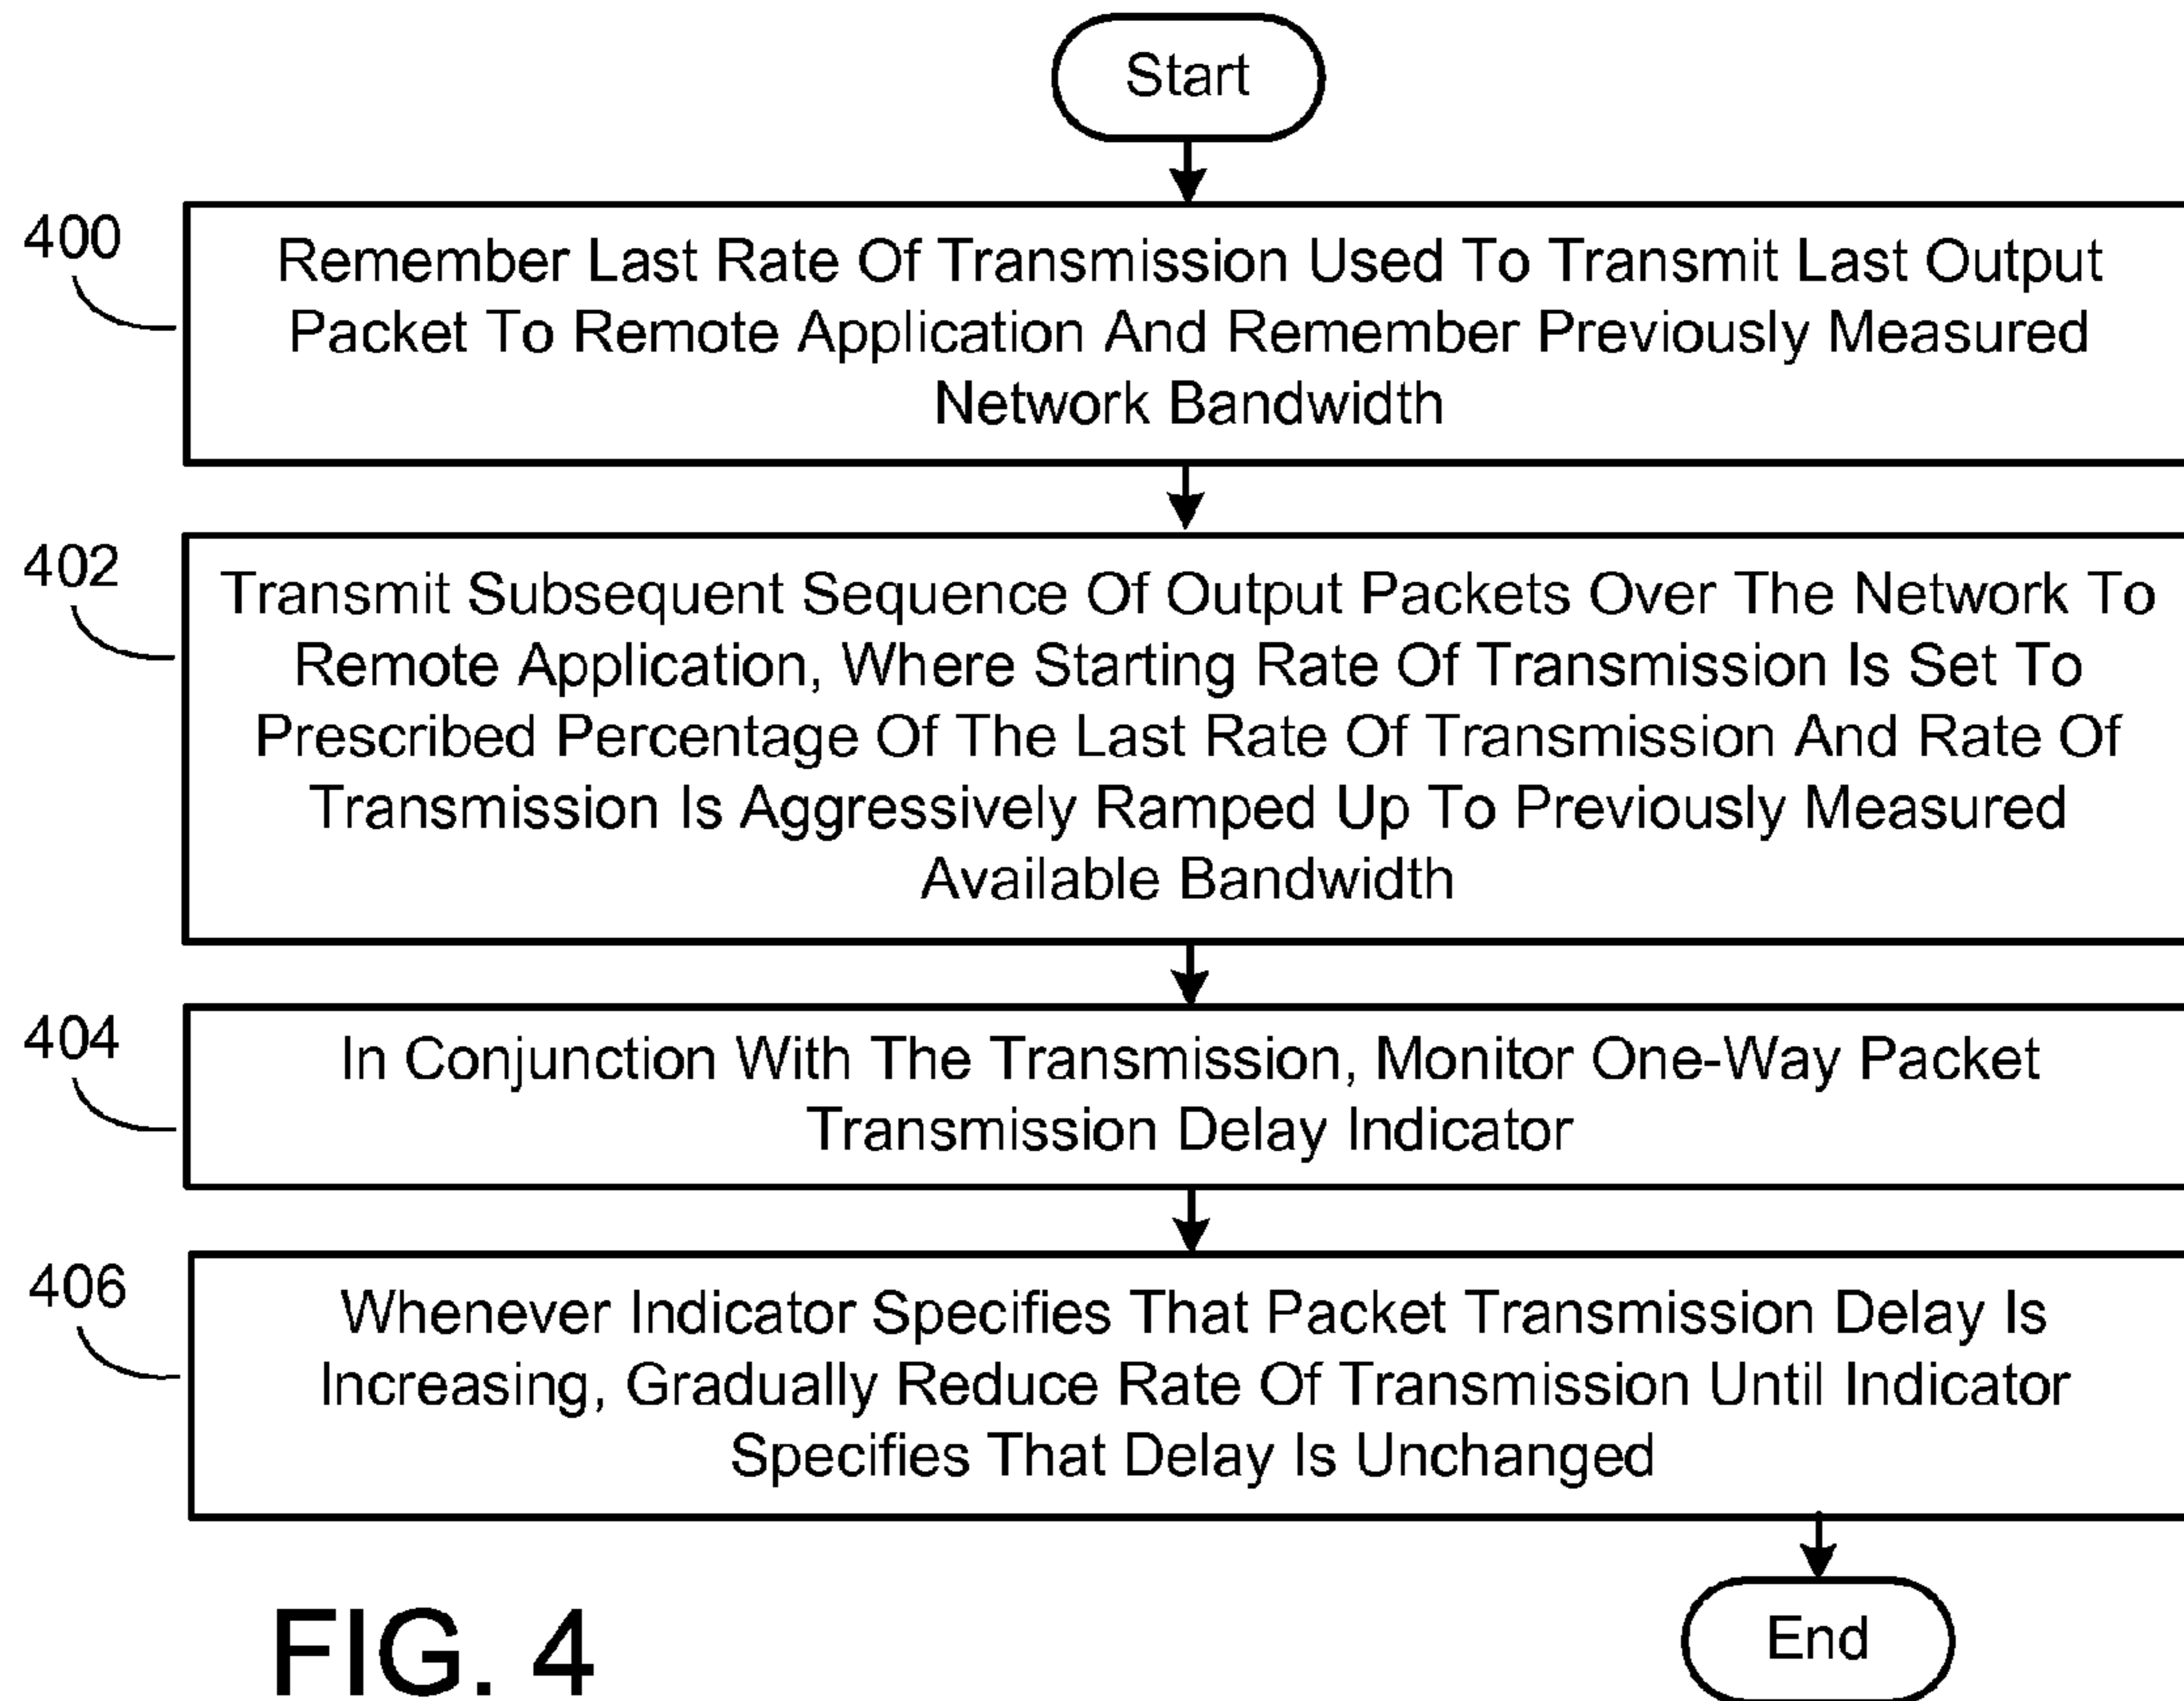 Start
400
Remember Last Rate Of Transmission Used To Transmit Last Output
Packet To Remote Application And Remember Previously Measured
Network Bandwidth
402
Transmit Subsequent Sequence Of Output Packets Over The Network To
Remote Application, Where Starting Rate Of Transmission Is Set To
Prescribed Percentage Of The Last Rate Of Transmission And Rate Of
Transmission Is Aggressively Ramped Up To Previously Measured
Available Bandwidth
404
In Conjunction With The Transmission, Monitor One-Way Packet
Transmission Delay Indicator
406
Whenever Indicator Specifies That Packet Transmission Delay Is
Increasing, Gradually Reduce Rate Of Transmission Until Indicator
Specifies That Delay Is Unchanged
End
FIG. 4